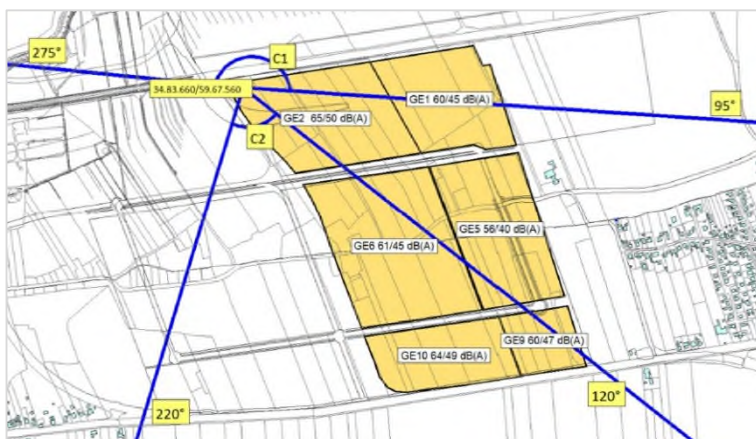 275°
C1
34.83.660/59.67.560
GE1 60/45 dB(A)
95°
GE2 65/50 dB(A)
C2
GE5 56/40 dB(A)
GE6 61/45 dB(A)
GE9 60/47 dB(A)
GE10 64/49 dB(A)
120°
220°